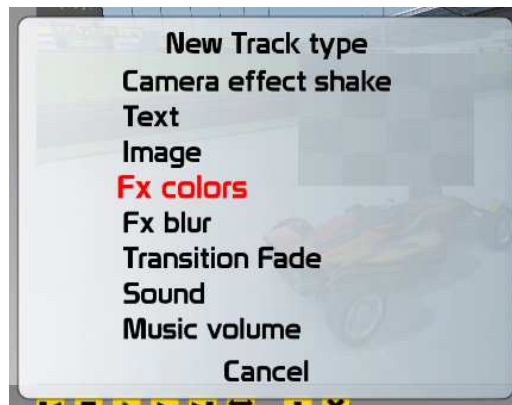 New Track type
Camera effect shake
Text
Image
Fx colors
Fx blur
Transition Fade
Sound
Music volume
Cancel